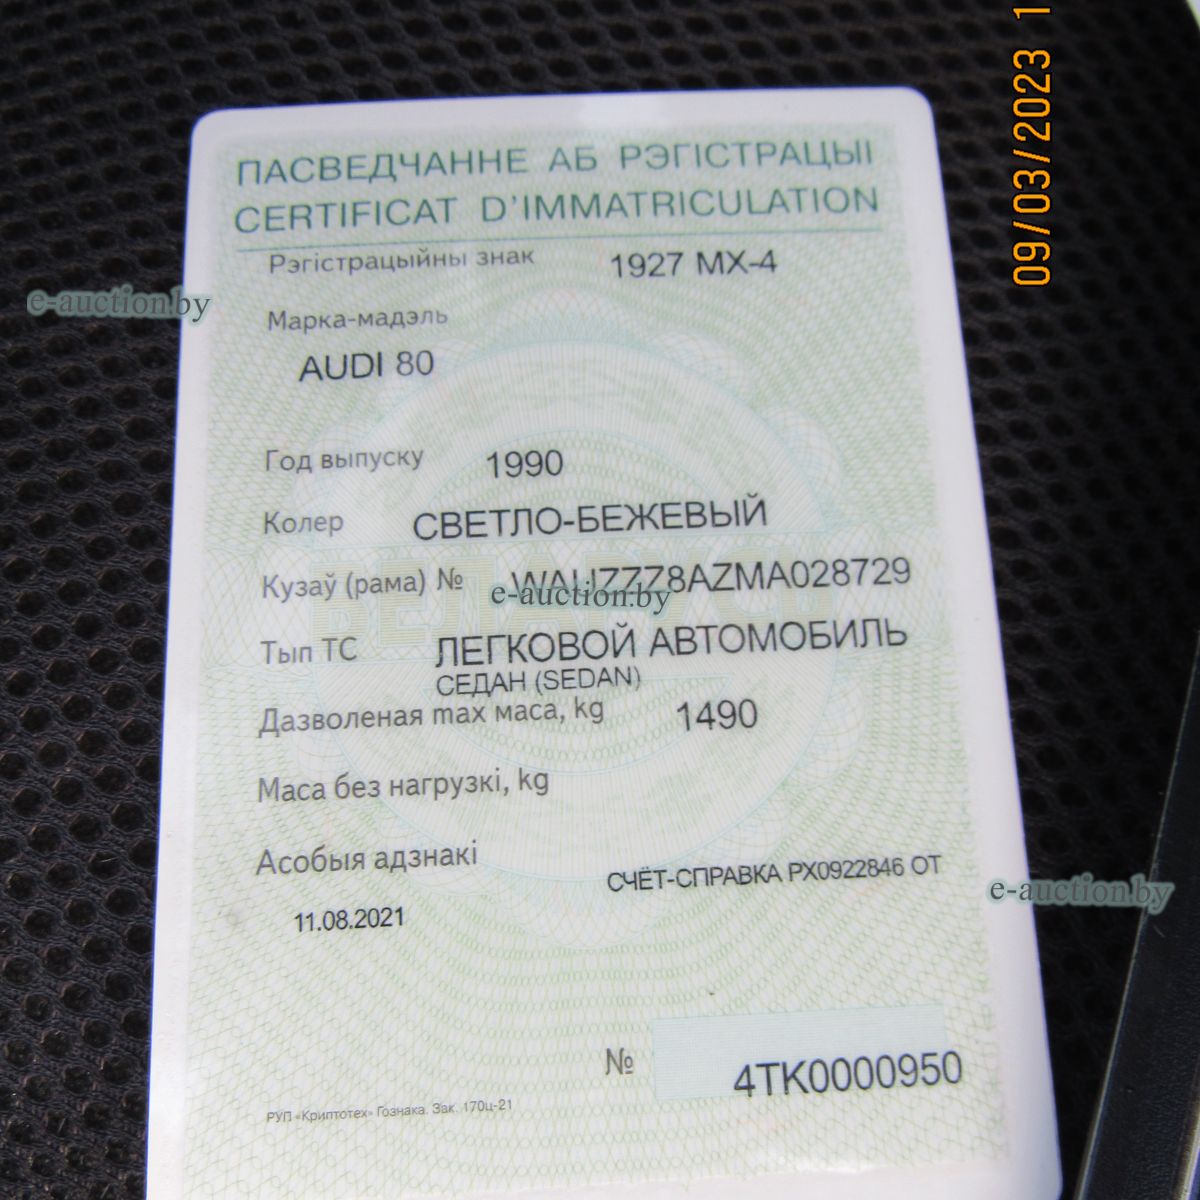 09/03/2023 1
ПАСВЕДЧАННЕ АБ РЭГІСТРАЦЫІ
CERTIFICAT D'IMMATRICULATION
Рэгістрацыйны знак 1927 MX-4
e-auction.by
Марка-мадэль
AUDI 80
Год выпуску 1990
Колер СВЕТЛО-БЕЖЕВЫЙ
Кузаў (рама) № WAUZZZ8AZMA028729
e-auction.by
БЕЛАРУСЬ
Тып ТС ЛЕГКОВОЙ АВТОМОБИЛЬ
СЕДАН (SEDAN)
Дазволеная max маса, kg 1490
Маса без нагрузкі, kg
Асобыя адзнакі СЧЁТ-СПРАВКА РХ0922846 ОТ
e-auction.by
11.08.2021
№ 4TK0000950
РУП «Криптотех» Гознака. Зак. 170ц-21